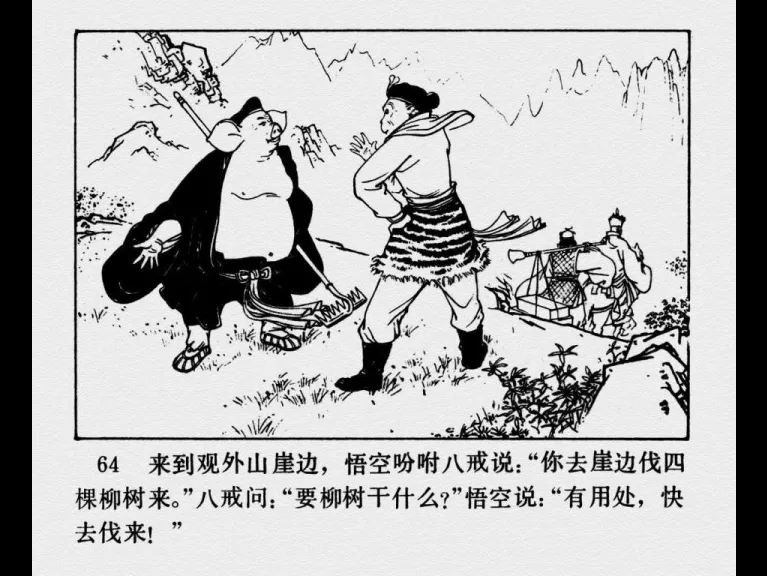 64 来到观外山崖边，悟空吩咐八戒说：“你去崖边伐四
棵柳树来。”八戒问：“要柳树干什么？”悟空说：“有用处，快
去伐来！”